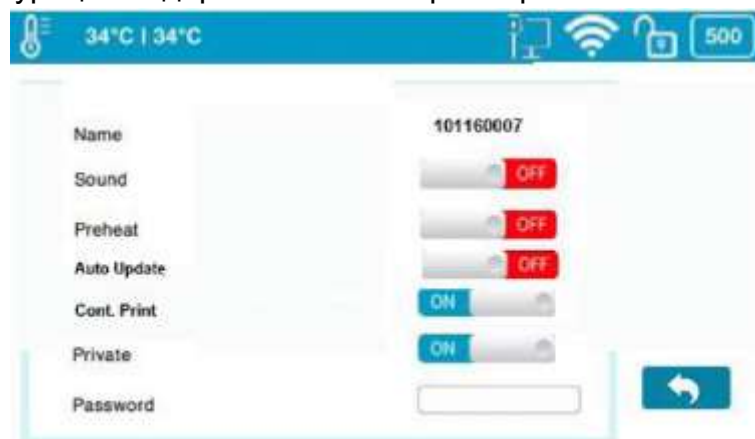 34°C | 34°C 500
Name 101160007
Sound OFF
Preheat OFF
Auto Update OFF
Cont. Print ON
Private ON
Password